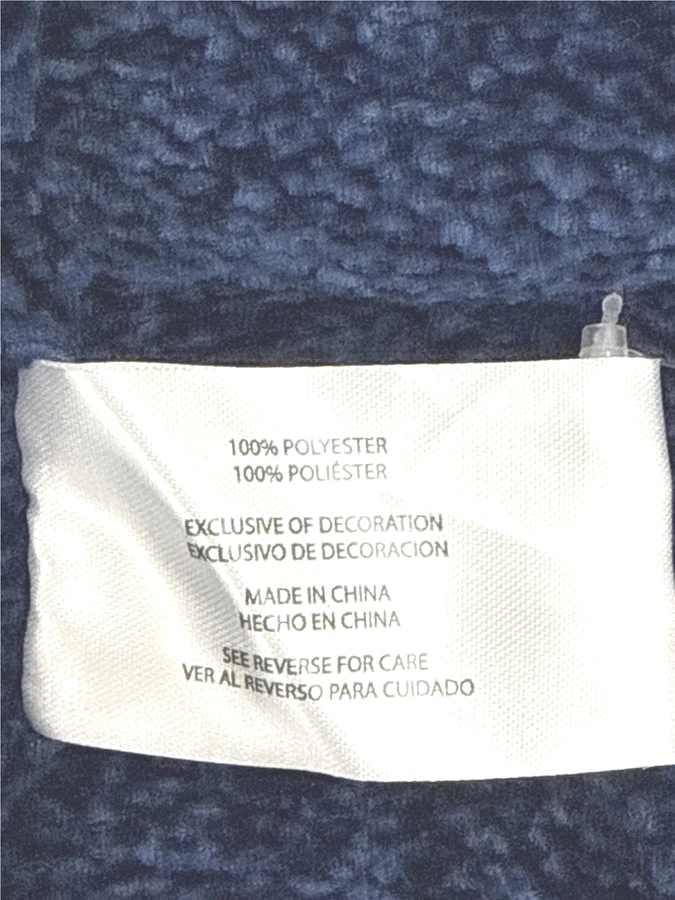 100% POLYESTER
100% POLIÉSTER
EXCLUSIVE OF DECORATION
EXCLUSIVO DE DECORACION
MADE IN CHINA
HECHO EN CHINA
SEE REVERSE FOR CARE
VER AL REVERSO PARA CUIDADO